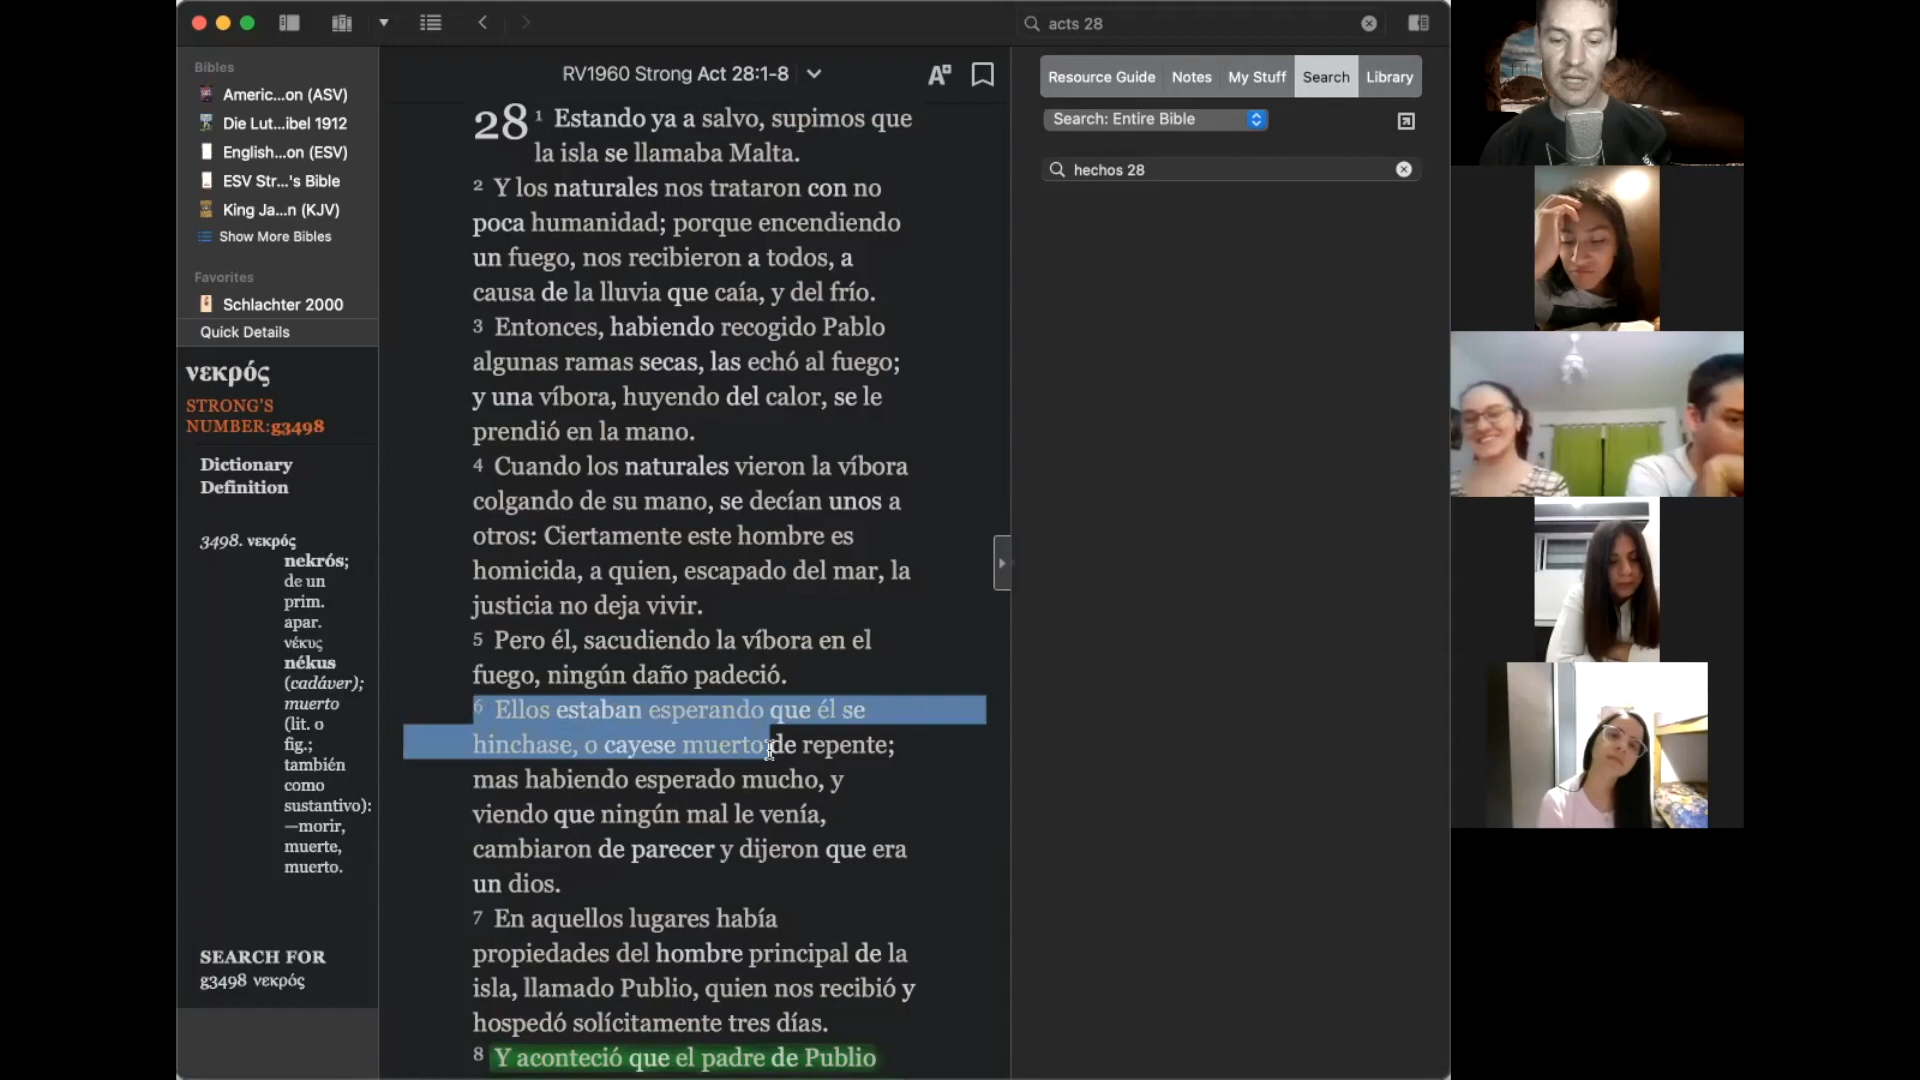 acts 28
Bibles
Americ...on (ASV)
Die Lut...ibel 1912
English...on (ESV)
ESV Str...'s Bible
King Ja...n (KJV)
Show More Bibles
Favorites
Schlachter 2000
Quick Details
νεκρός
STRONG'S
NUMBER:g3498
Dictionary
Definition
3498. νεκρός
nekrós;
de un
prim.
apar.
νέκυς
nékus
(cadáver);
muerto
(lit. o
fig.;
también
como
sustantivo):
—morir,
muerte,
muerto.
SEARCH FOR
g3498 νεκρός
RV1960 Strong Act 28:1-8
28 1 Estando ya a salvo, supimos que
la isla se llamaba Malta.
2 Y los naturales nos trataron con no
poca humanidad; porque encendiendo
un fuego, nos recibieron a todos, a
causa de la lluvia que caía, y del frío.
3 Entonces, habiendo recogido Pablo
algunas ramas secas, las echó al fuego;
y una víbora, huyendo del calor, se le
prendió en la mano.
4 Cuando los naturales vieron la víbora
colgando de su mano, se decían unos a
otros: Ciertamente este hombre es
homicida, a quien, escapado del mar, la
justicia no deja vivir.
5 Pero él, sacudiendo la víbora en el
fuego, ningún daño padeció.
6 Ellos estaban esperando que él se
hinchase, o cayese muerto de repente;
mas habiendo esperado mucho, y
viendo que ningún mal le venía,
cambiaron de parecer y dijeron que era
un dios.
7 En aquellos lugares había
propiedades del hombre principal de la
isla, llamado Publio, quien nos recibió y
hospedó solícitamente tres días.
8 Y aconteció que el padre de Publio
Resource Guide Notes My Stuff Search Library
Search: Entire Bible
hechos 28